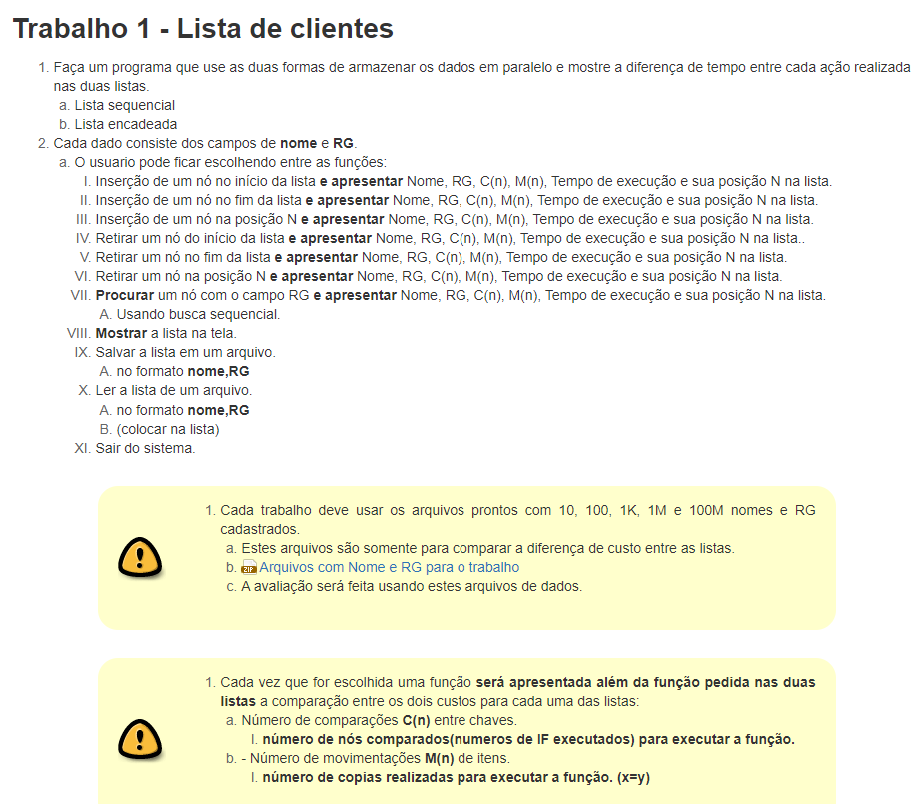 Trabalho 1 - Lista de clientes
1. Faça um programa que use as duas formas de armazenar os dados em paralelo e mostre a diferença de tempo entre cada ação realizada
nas duas listas.
a. Lista sequencial
b. Lista encadeada
2. Cada dado consiste dos campos de nome e RG.
a. O usuario pode ficar escolhendo entre as funções:
I. Inserção de um nó no início da lista e apresentar Nome, RG, C(n), M(n), Tempo de execução e sua posição N na lista.
II. Inserção de um nó no fim da lista e apresentar Nome, RG, C(n), M(n), Tempo de execução e sua posição N na lista.
III. Inserção de um nó na posição N e apresentar Nome, RG, C(n), M(n), Tempo de execução e sua posição N na lista.
IV. Retirar um nó do início da lista e apresentar Nome, RG, C(n), M(n), Tempo de execução e sua posição N na lista..
V. Retirar um nó no fim da lista e apresentar Nome, RG, C(n), M(n), Tempo de execução e sua posição N na lista.
VI. Retirar um nó na posição N e apresentar Nome, RG, C(n), M(n), Tempo de execução e sua posição N na lista.
VII. Procurar um nó com o campo RG e apresentar Nome, RG, C(n), M(n), Tempo de execução e sua posição N na lista.
A. Usando busca sequencial.
VIII. Mostrar a lista na tela.
IX. Salvar a lista em um arquivo.
A. no formato nome,RG
X. Ler a lista de um arquivo.
A. no formato nome,RG
B. (colocar na lista)
XI. Sair do sistema.
1. Cada trabalho deve usar os arquivos prontos com 10, 100, 1K, 1M e 100M nomes e RG
cadastrados.
a. Estes arquivos são somente para comparar a diferença de custo entre as listas.
b. ZIP Arquivos com Nome e RG para o trabalho
c. A avaliação será feita usando estes arquivos de dados.
1. Cada vez que for escolhida uma função será apresentada além da função pedida nas duas
listas a comparação entre os dois custos para cada uma das listas:
a. Número de comparações C(n) entre chaves.
I. número de nós comparados(numeros de IF executados) para executar a função.
b. - Número de movimentações M(n) de itens.
I. número de copias realizadas para executar a função. (x=y)